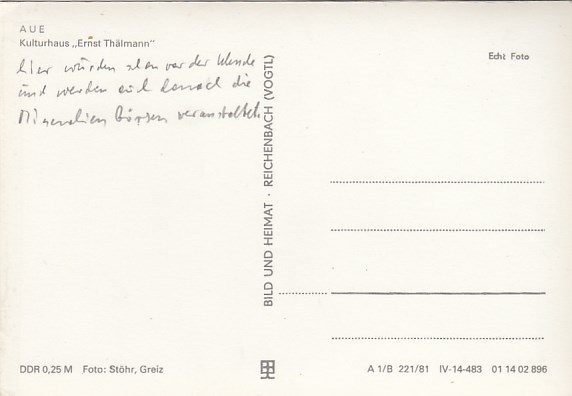 AUE
Kulturhaus „Ernst Thälmann"
hier wurden schon vor der Wende
und werden auch danach die
Mineralien Börsen veranstaltet.
Echt Foto
BILD UND HEIMAT · REICHENBACH (VOGTL)
DDR 0,25 M Foto: Stöhr, Greiz
A 1/B 221/81 IV-14-483 01 14 02 896